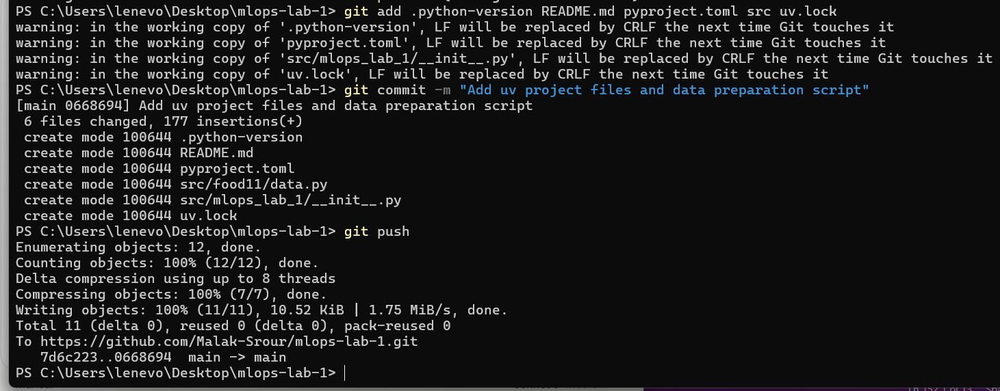 PS C:\Users\lenevo\Desktop\mlops-lab-1> git add .python-version README.md pyproject.toml src uv.lock
warning: in the working copy of '.python-version', LF will be replaced by CRLF the next time Git touches it
warning: in the working copy of 'pyproject.toml', LF will be replaced by CRLF the next time Git touches it
warning: in the working copy of 'src/mlops_lab_1/__init__.py', LF will be replaced by CRLF the next time Git touches it
warning: in the working copy of 'uv.lock', LF will be replaced by CRLF the next time Git touches it
PS C:\Users\lenevo\Desktop\mlops-lab-1> git commit -m "Add uv project files and data preparation script"
[main 0668694] Add uv project files and data preparation script
 6 files changed, 177 insertions(+)
 create mode 100644 .python-version
 create mode 100644 README.md
 create mode 100644 pyproject.toml
 create mode 100644 src/food11/data.py
 create mode 100644 src/mlops_lab_1/__init__.py
 create mode 100644 uv.lock
PS C:\Users\lenevo\Desktop\mlops-lab-1> git push
Enumerating objects: 12, done.
Counting objects: 100% (12/12), done.
Delta compression using up to 8 threads
Compressing objects: 100% (7/7), done.
Writing objects: 100% (11/11), 10.52 KiB | 1.75 MiB/s, done.
Total 11 (delta 0), reused 0 (delta 0), pack-reused 0
To https://github.com/Malak-Srour/mlops-lab-1.git
   7d6c223..0668694  main -> main
PS C:\Users\lenevo\Desktop\mlops-lab-1>